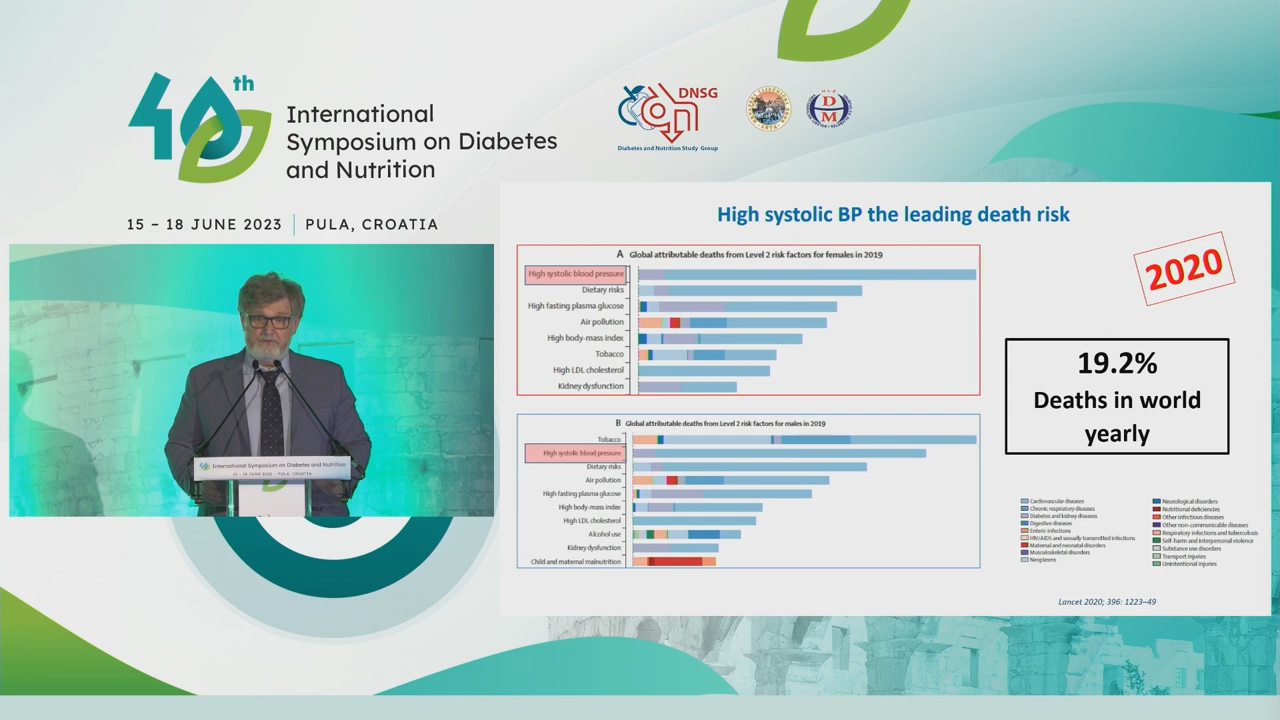 40th
International
Symposium on Diabetes
and Nutrition
15 – 18 JUNE 2023 | PULA, CROATIA
DNSG
Diabetes and Nutrition Study Group
DM
International Symposium on Diabetes and Nutrition
15 – 18 JUNE 2023 | PULA, CROATIA
High systolic BP the leading death risk
2020
A Global attributable deaths from Level 2 risk factors for females in 2019
High systolic blood pressure
Dietary risks
High fasting plasma glucose
Air pollution
High body-mass index
Tobacco
High LDL cholesterol
Kidney dysfunction
B Global attributable deaths from Level 2 risk factors for males in 2019
Tobacco
High systolic blood pressure
Dietary risks
Air pollution
High fasting plasma glucose
High body-mass index
High LDL cholesterol
Alcohol use
Kidney dysfunction
Child and maternal malnutrition
19.2%
Deaths in world
yearly
Cardiovascular diseases
Chronic respiratory diseases
Diabetes and kidney diseases
Digestive diseases
Enteric infections
HIV/AIDS and sexually transmitted infections
Maternal and neonatal disorders
Musculoskeletal disorders
Neoplasms
Neurological disorders
Nutritional deficiencies
Other infectious diseases
Other non-communicable diseases
Respiratory infections and tuberculosis
Self-harm and interpersonal violence
Substance use disorders
Transport injuries
Unintentional injuries
Lancet 2020; 396: 1223–49